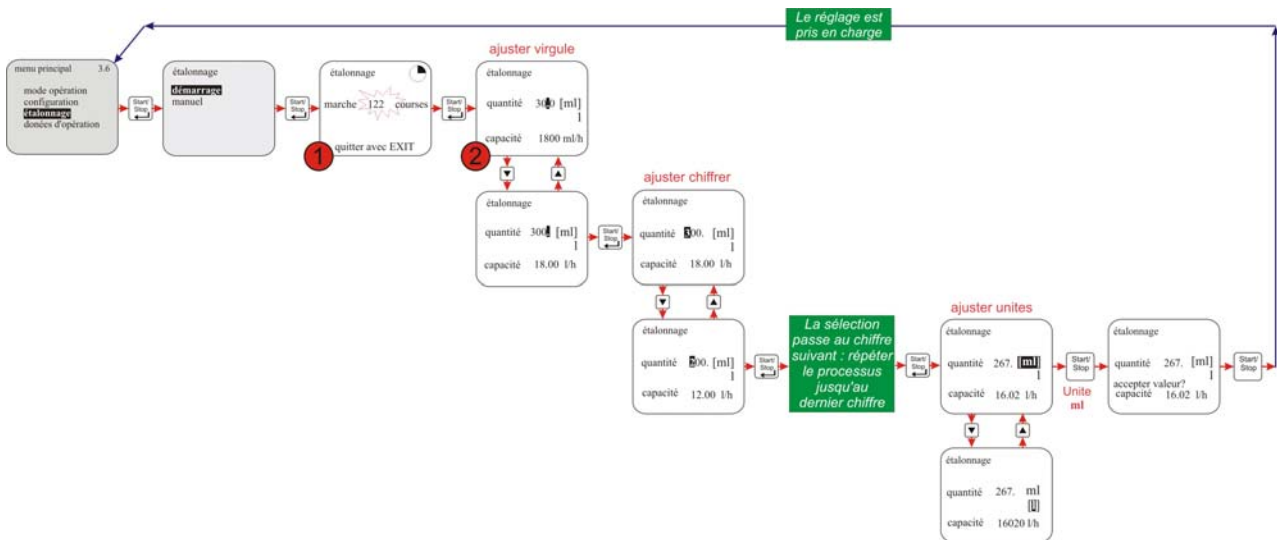 Le réglage est
pris en charge
menu principal 3.6
mode opération
configuration
étalonnage
donées d'opération
Start/
Stop
étalonnage
démarrage
manuel
Start/
Stop
étalonnage
marche 122 courses
quitter avec EXIT
1
Start/
Stop
ajuster virgule
étalonnage
quantité 30.0 [ml]
l
capacité 1800 ml/h
2
étalonnage
quantité 300. [ml]
l
capacité 18.00 l/h
Start/
Stop
ajuster chiffrer
étalonnage
quantité 300. [ml]
l
capacité 18.00 l/h
étalonnage
quantité 200. [ml]
l
capacité 12.00 l/h
Start/
Stop
La sélection
passe au chiffre
suivant : répéter
le processus
jusqu'au
dernier chiffre
Start/
Stop
ajuster unites
étalonnage
quantité 267. [ml]
l
capacité 16.02 l/h
Start/
Stop
Unite
ml
étalonnage
quantité 267. [ml]
l
accepter valeur?
capacité 16.02 l/h
Start/
Stop
étalonnage
quantité 267. ml
[l]
capacité 16020 l/h